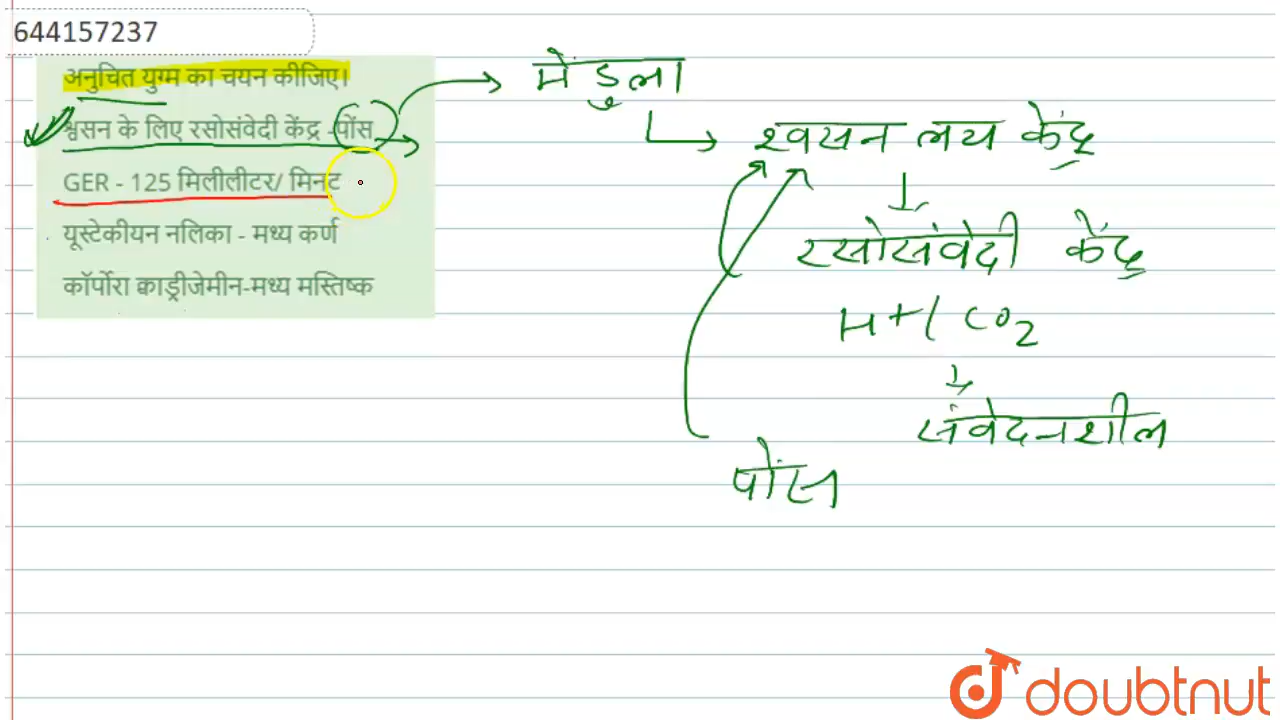 644157237
अनुचित युग्म का चयन कीजिए।
श्वसन के लिए रसोसंवेदी केंद्र -पोंस
GER - 125 मिलीलीटर/ मिनट
यूस्टेकीयन नलिका - मध्य कर्ण
कॉर्पोरा क्वाड्रीजेमीन-मध्य मस्तिष्क
मेडुला
श्वसन लय केंद्र
रसोसंवेदी केंद्र
H+/ CO2
संवेदनशील
पोंस
doubtnut